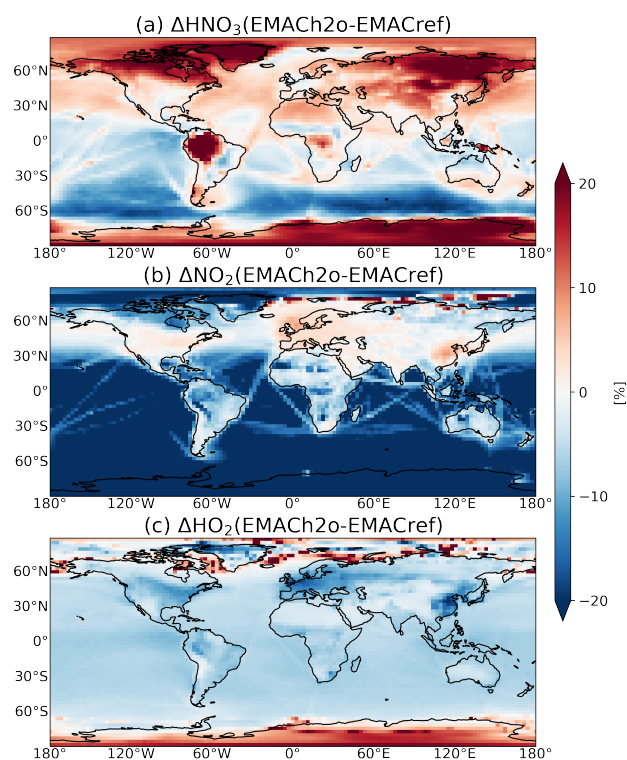 (a) ΔHNO₃(EMACh2o-EMACref)
60°N
30°N
0°
30°S
60°S
180° 120°W 60°W 0° 60°E 120°E 180°
(b) ΔNO₂(EMACh2o-EMACref)
60°N
30°N
0°
30°S
60°S
180° 120°W 60°W 0° 60°E 120°E 180°
(c) ΔHO₂(EMACh2o-EMACref)
60°N
30°N
0°
30°S
60°S
180° 120°W 60°W 0° 60°E 120°E 180°
20
10
0
−10
−20
[%]